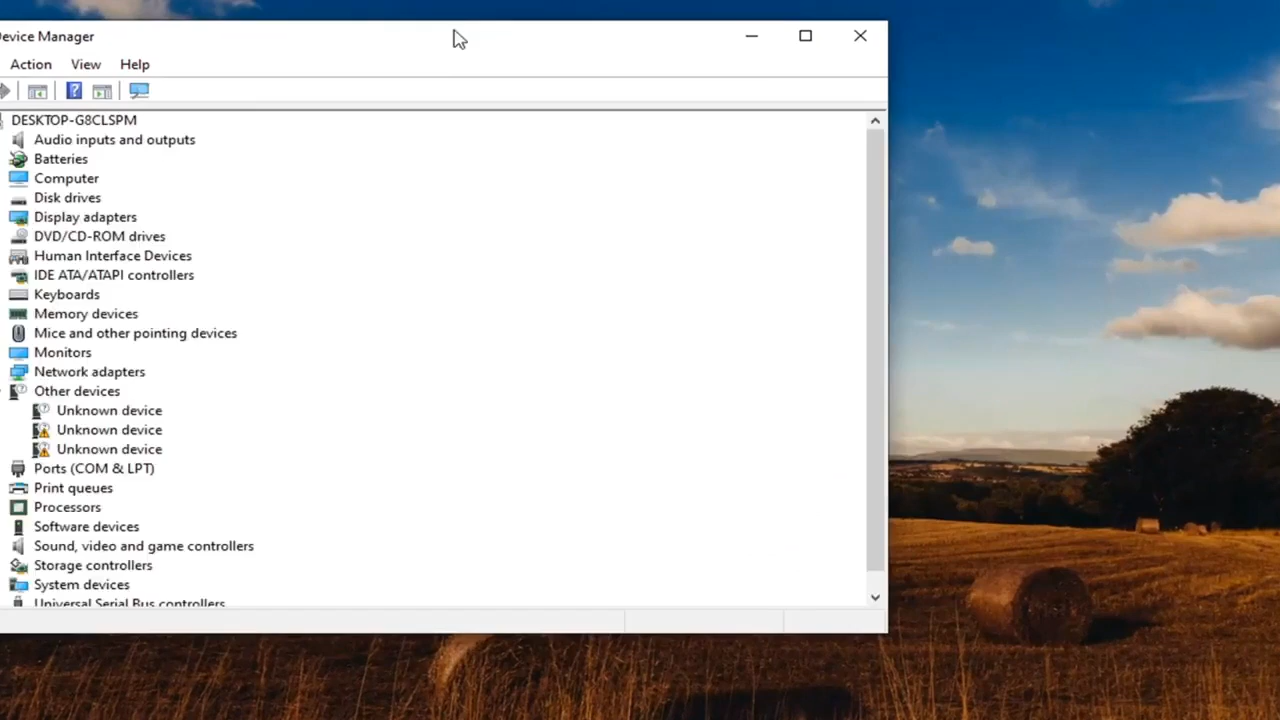 evice Manager
Action View Help
DESKTOP-G8CLSPM
Audio inputs and outputs
Batteries
Computer
Disk drives
Display adapters
DVD/CD-ROM drives
Human Interface Devices
IDE ATA/ATAPI controllers
Keyboards
Memory devices
Mice and other pointing devices
Monitors
Network adapters
Other devices
Unknown device
Unknown device
Unknown device
Ports (COM & LPT)
Print queues
Processors
Software devices
Sound, video and game controllers
Storage controllers
System devices
Universal Serial Bus controllers